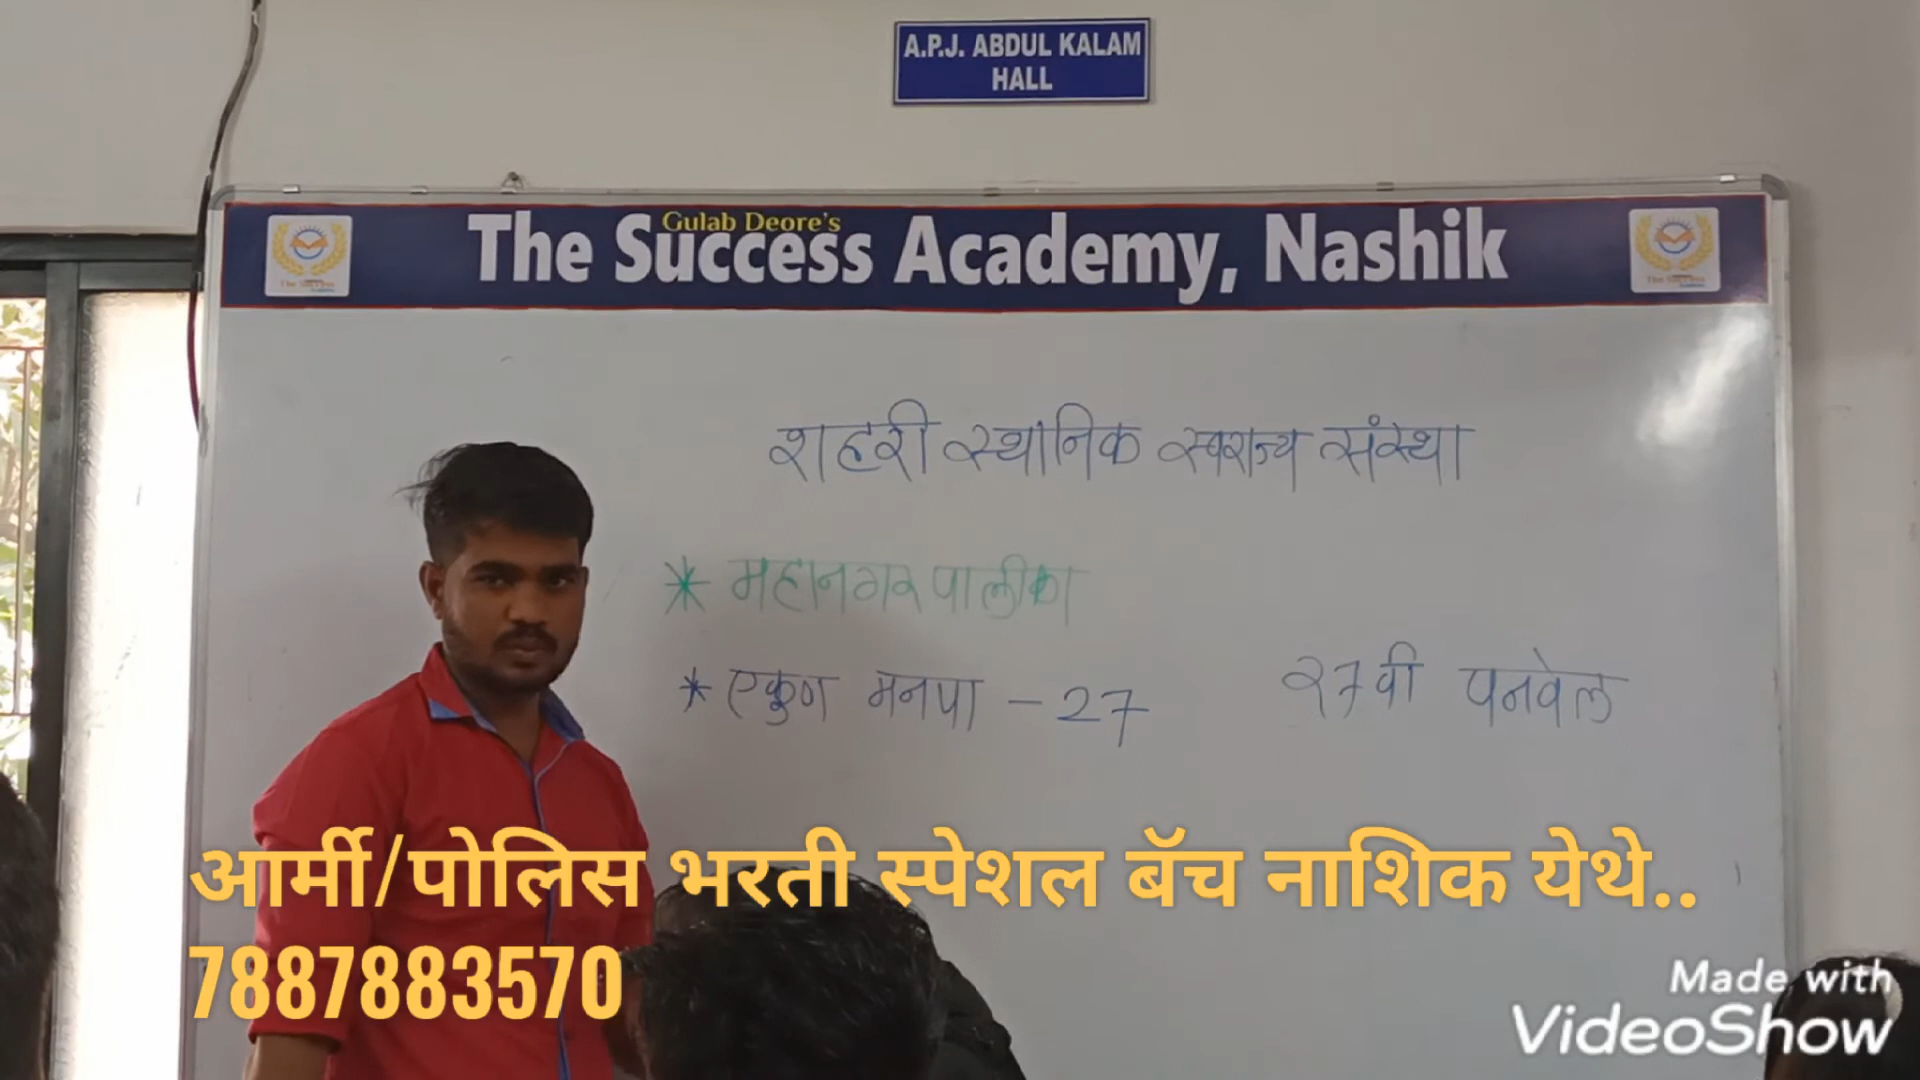 A.P.J. ABDUL KALAM
HALL
Gulab Deore's
The Success Academy, Nashik
शहरी स्थानिक स्वराज्य संस्था
* महानगरपालीका
* एकुण मनपा - 27 27वी पनवेल
आर्मी/पोलिस भरती स्पेशल बॅच नाशिक येथे..
7887883570
Made with
VideoShow